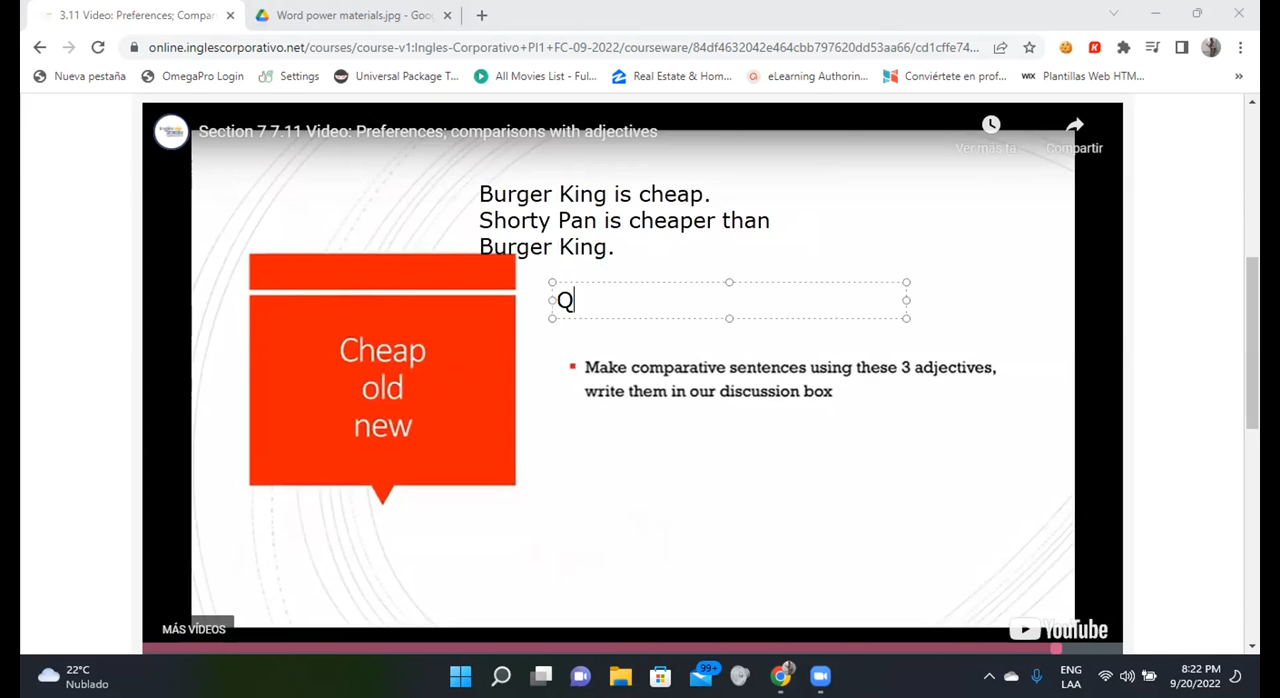 3.11 Video: Preferences; Compar
Word power materials.jpg - Goo
online.inglescorporativo.net/courses/course-v1:Ingles-Corporativo+PI1+FC-09-2022/courseware/84df4632042e464cbb797620dd53aa66/cd1cffe74...
Nueva pestaña
OmegaPro Login
Settings
Universal Package T...
All Movies List - Ful...
Real Estate & Hom...
eLearning Authorin...
Conviértete en prof...
WIX Plantillas Web HTM...
»
Section 7 7.11 Video: Preferences; comparisons with adjectives
Ver más ta...
Compartir
Burger King is cheap.
Shorty Pan is cheaper than
Burger King.
Q
Cheap
old
new
Make comparative sentences using these 3 adjectives,
write them in our discussion box
MÁS VÍDEOS
YouTube
22°C
Nublado
99+
ENG
LAA
8:22 PM
9/20/2022